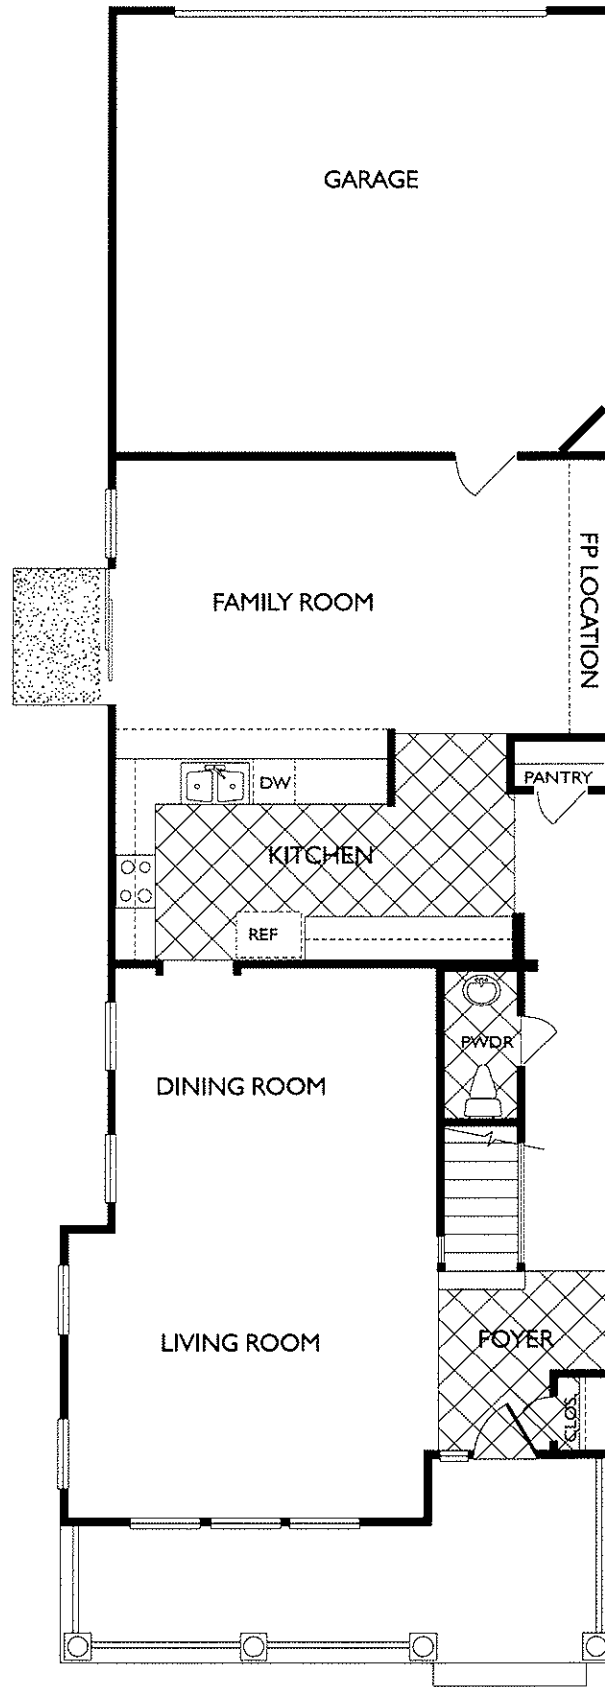 GARAGE
FAMILY ROOM
FP LOCATION
PANTRY
DW
KITCHEN
REF
PWDR
DINING ROOM
LIVING ROOM
FOYER
CLOS.